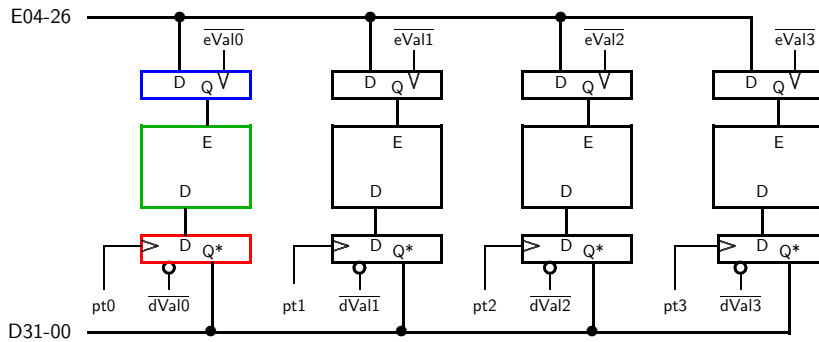 E04-26
eVal0 eVal1 eVal2 eVal3
D Q D Q D Q D Q
E E E E
D D D D
D Q* D Q* D Q* D Q*
pt0 dVal0 pt1 dVal1 pt2 dVal2 pt3 dVal3
D31-00